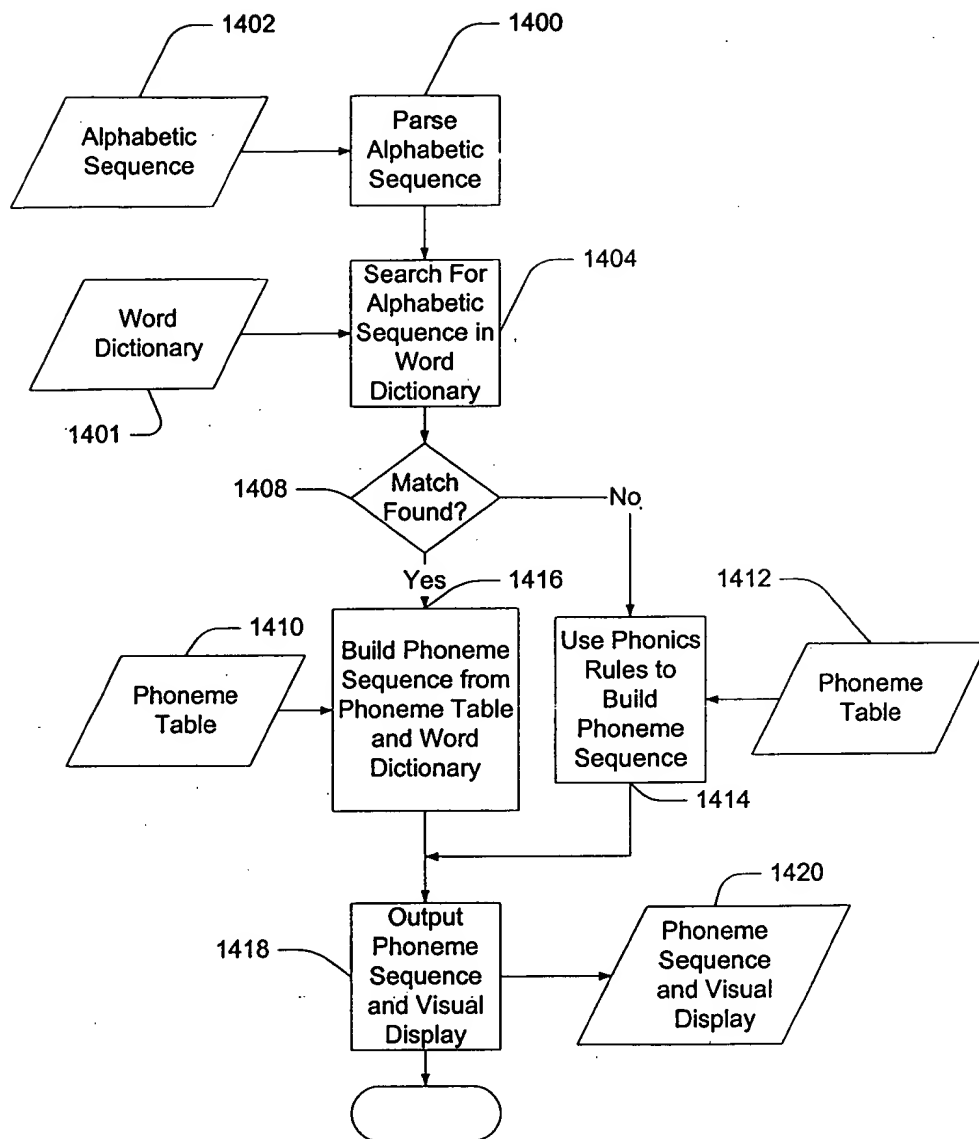 1402
1400
Alphabetic
Sequence
Parse
Alphabetic
Sequence
1404
Search For
Alphabetic
Sequence in
Word
Dictionary
Word
Dictionary
1401
1408
Match
Found?
No
Yes
1416
1412
1410
Build Phoneme
Sequence from
Phoneme Table
and Word
Dictionary
Use Phonics
Rules to
Build
Phoneme
Sequence
Phoneme
Table
Phoneme
Table
1414
1420
Output
Phoneme
Sequence
and Visual
Display
1418
Phoneme
Sequence
and Visual
Display